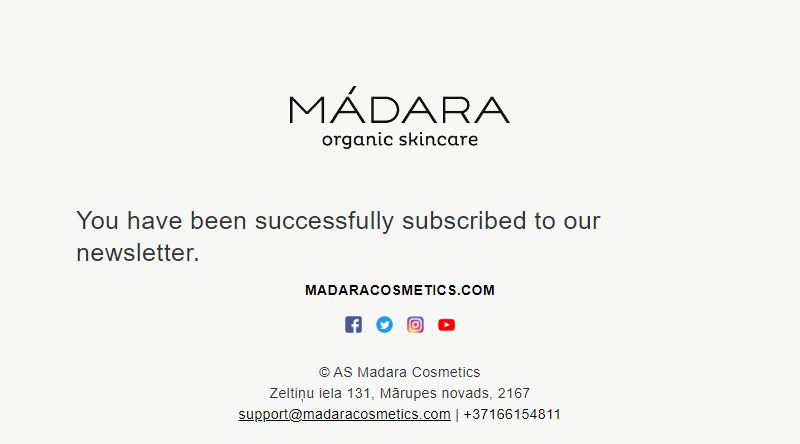 MÁDARA
organic skincare
You have been successfully subscribed to our
newsletter.
MADARACOSMETICS.COM
© AS Madara Cosmetics
Zeltiņu iela 131, Mārupes novads, 2167
support@madaracosmetics.com | +37166154811